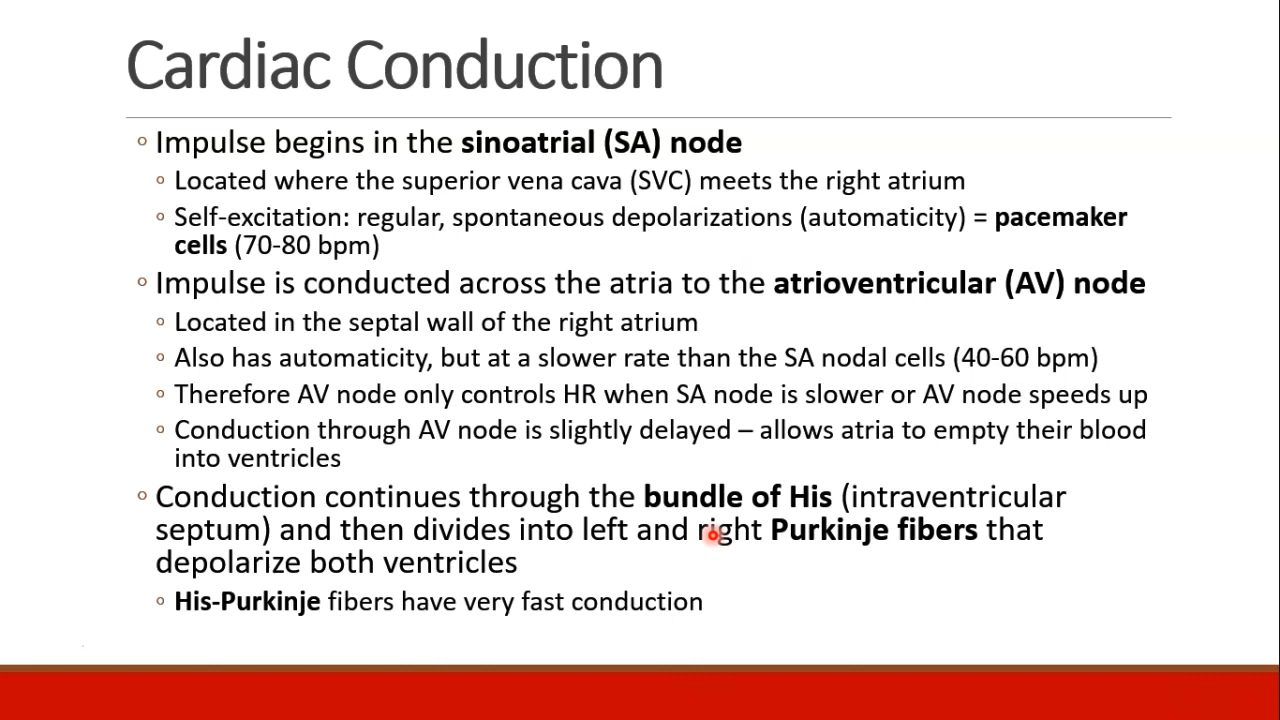 Cardiac Conduction
◦ Impulse begins in the sinoatrial (SA) node
◦ Located where the superior vena cava (SVC) meets the right atrium
◦ Self-excitation: regular, spontaneous depolarizations (automaticity) = pacemaker
cells (70-80 bpm)
◦ Impulse is conducted across the atria to the atrioventricular (AV) node
◦ Located in the septal wall of the right atrium
◦ Also has automaticity, but at a slower rate than the SA nodal cells (40-60 bpm)
◦ Therefore AV node only controls HR when SA node is slower or AV node speeds up
◦ Conduction through AV node is slightly delayed – allows atria to empty their blood
into ventricles
◦ Conduction continues through the bundle of His (intraventricular
septum) and then divides into left and right Purkinje fibers that
depolarize both ventricles
◦ His-Purkinje fibers have very fast conduction